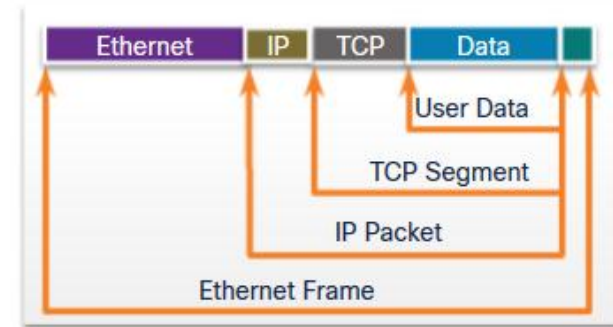 Ethernet IP TCP Data
User Data
TCP Segment
IP Packet
Ethernet Frame